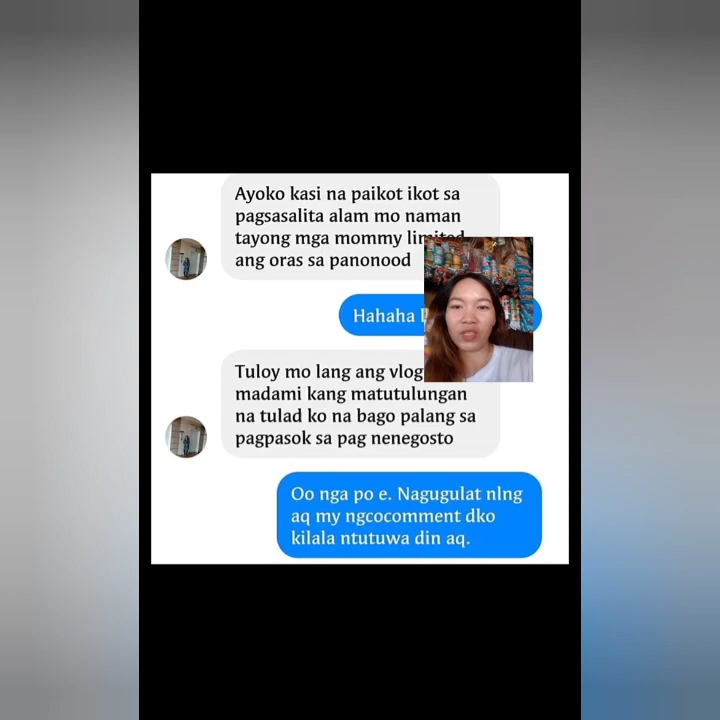 Ayoko kasi na paikot ikot sa
pagsasalita alam mo naman
tayong mga mommy limited
ang oras sa panonood
Hahaha
Tuloy mo lang ang vlog
madami kang matutulungan
na tulad ko na bago palang sa
pagpasok sa pag nenegosto
Oo nga po e. Nagugulat nlng
aq my ngcocomment dko
kilala ntutuwa din aq.